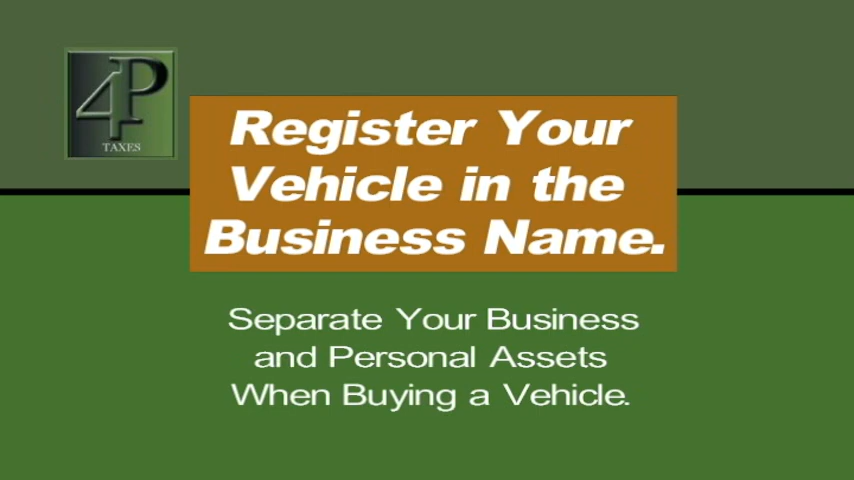 4P
TAXES
Register Your
Vehicle in the
Business Name.
Separate Your Business
and Personal Assets
When Buying a Vehicle.